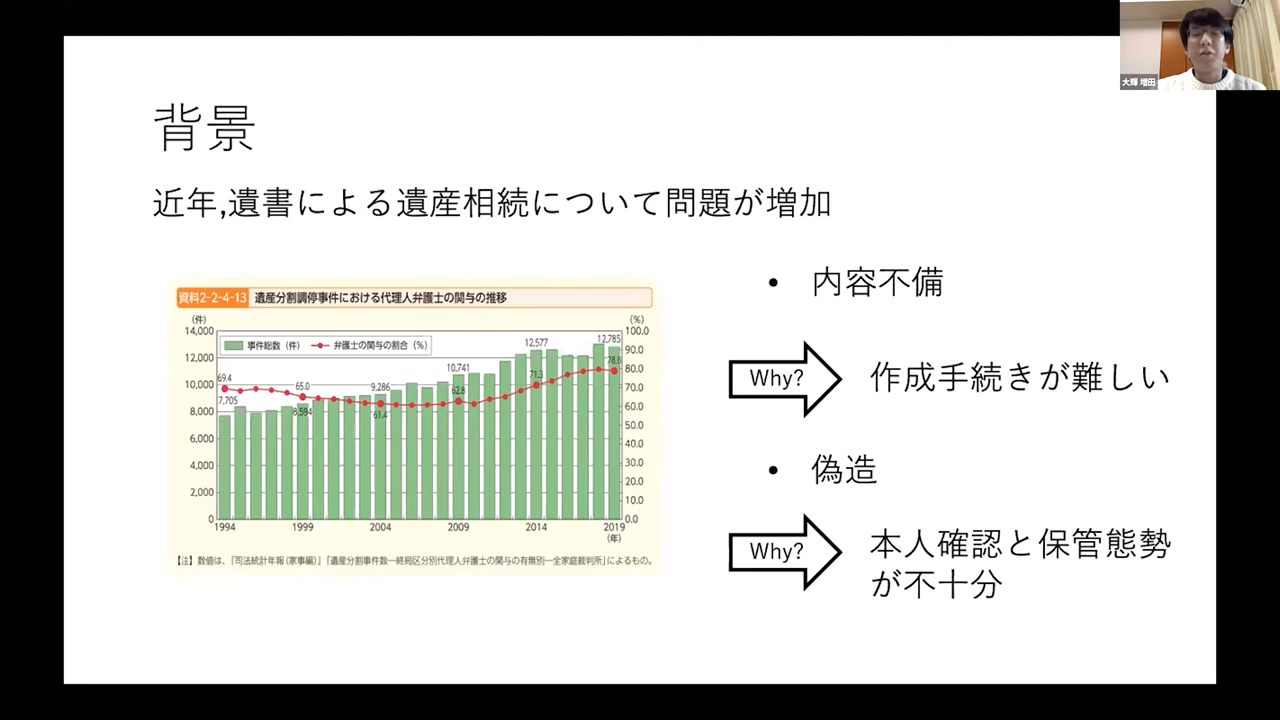 大輝 増田
背景
近年,遺書による遺産相続について問題が増加
資料2-2-4-13 遺産分割調停事件における代理人弁護士の関与の推移
(件) (%)
事件総数(件) 弁護士の関与の割合(%)
14,000
12,000
10,000
8,000
6,000
4,000
2,000
0
100.0
90.0
80.0
70.0
60.0
50.0
40.0
30.0
20.0
10.0
0.0
69.4
65.0
61.4
62.8
71.3
78.8
7,705
8,594
9,286
10,741
12,577
12,785
1994 1999 2004 2009 2014 2019
(年)
【注】数値は、『司法統計年報(家事編)』「遺産分割事件数―終局区分別代理人弁護士の関与の有無別―全家庭裁判所」によるもの。
• 内容不備
Why? 作成手続きが難しい
• 偽造
Why? 本人確認と保管態勢
が不十分